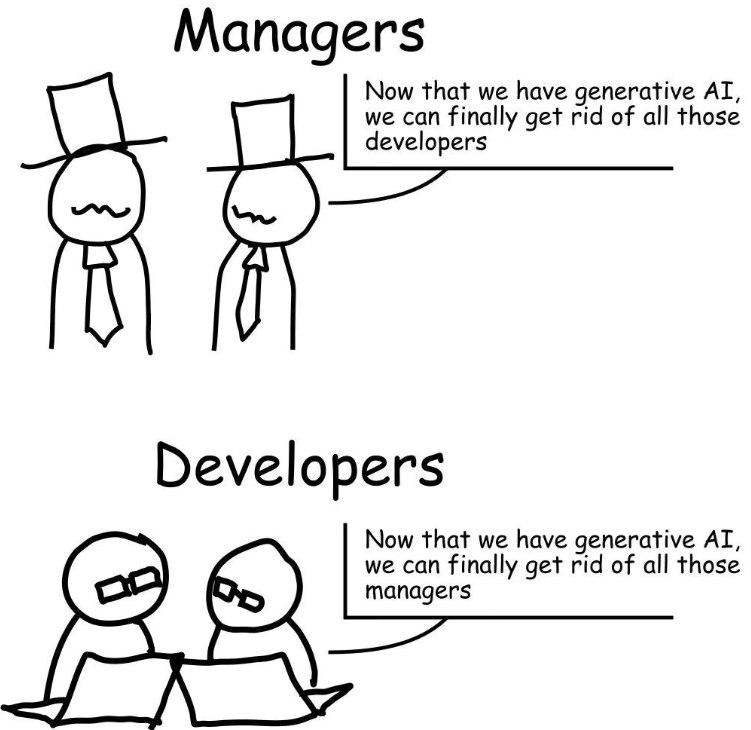 Managers
Now that we have generative AI,
we can finally get rid of all those
developers
Developers
Now that we have generative AI,
we can finally get rid of all those
managers